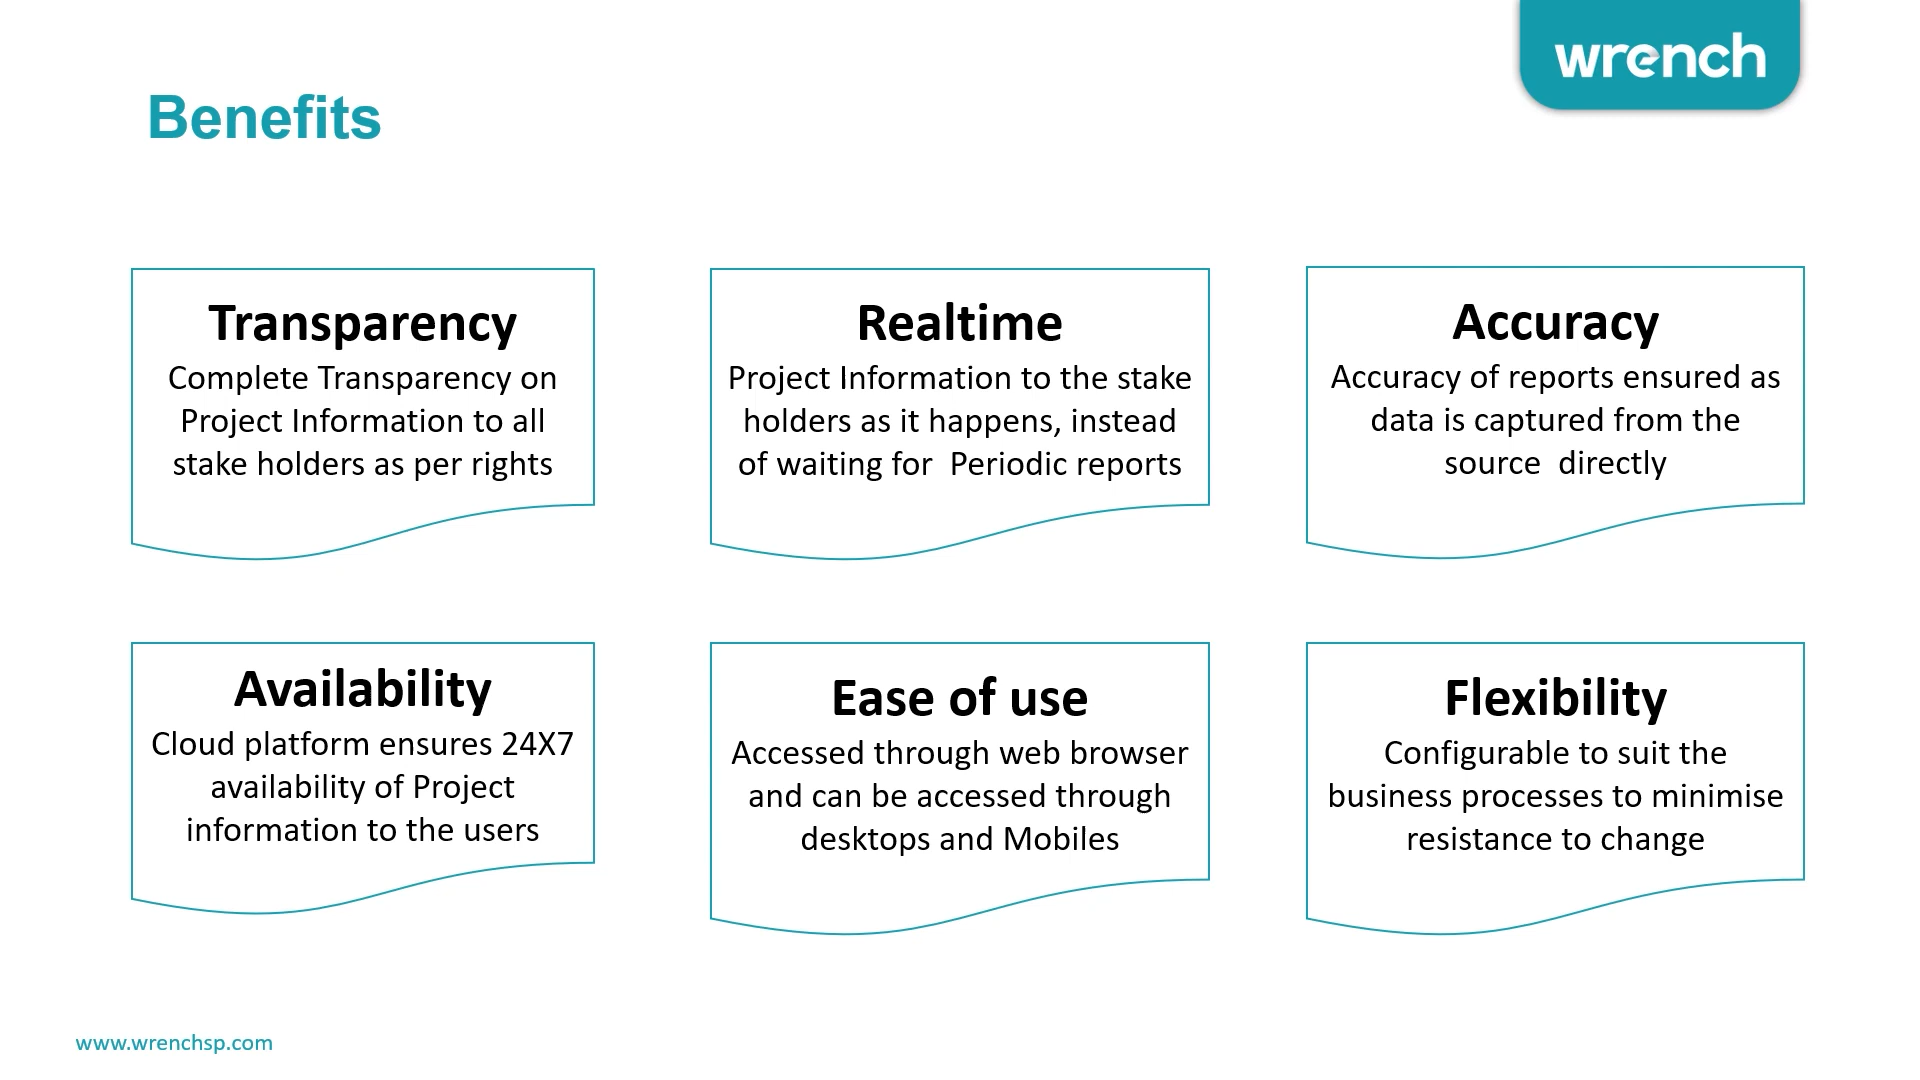 wrench
Benefits
Transparency
Complete Transparency on
Project Information to all
stake holders as per rights
Realtime
Project Information to the stake
holders as it happens, instead
of waiting for  Periodic reports
Accuracy
Accuracy of reports ensured as
data is captured from the
source  directly
Availability
Cloud platform ensures 24X7
availability of Project
information to the users
Ease of use
Accessed through web browser
and can be accessed through
desktops and Mobiles
Flexibility
Configurable to suit the
business processes to minimise
resistance to change
www.wrenchsp.com